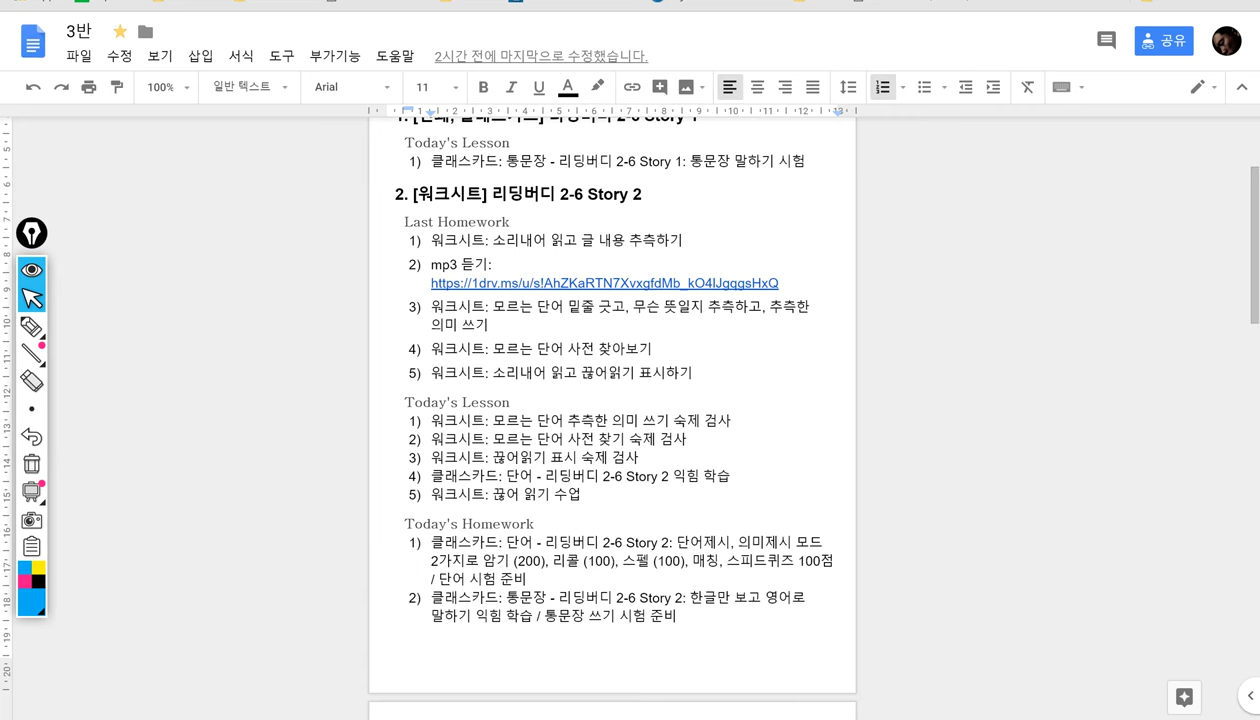 3반
파일 수정 보기 삽입 서식 도구 부가기능 도움말 2시간 전에 마지막으로 수정했습니다.
공유
100% 일반 텍스트 Arial 11 B I U A
1 2 3 4 5 6 7 8 9 10 11 12 13
Today's Lesson
1) 클래스카드: 통문장 - 리딩버디 2-6 Story 1: 통문장 말하기 시험
2. [워크시트] 리딩버디 2-6 Story 2
Last Homework
1) 워크시트: 소리내어 읽고 글 내용 추측하기
2) mp3 듣기:
https://1drv.ms/u/s!AhZKaRTN7XvxgfdMb_kO4IJgqgsHxQ
3) 워크시트: 모르는 단어 밑줄 긋고, 무슨 뜻일지 추측하고, 추측한
의미 쓰기
4) 워크시트: 모르는 단어 사전 찾아보기
5) 워크시트: 소리내어 읽고 끊어읽기 표시하기
Today's Lesson
1) 워크시트: 모르는 단어 추측한 의미 쓰기 숙제 검사
2) 워크시트: 모르는 단어 사전 찾기 숙제 검사
3) 워크시트: 끊어읽기 표시 숙제 검사
4) 클래스카드: 단어 - 리딩버디 2-6 Story 2 익힘 학습
5) 워크시트: 끊어 읽기 수업
Today's Homework
1) 클래스카드: 단어 - 리딩버디 2-6 Story 2: 단어제시, 의미제시 모드
2가지로 암기 (200), 리콜 (100), 스펠 (100), 매칭, 스피드퀴즈 100점
/ 단어 시험 준비
2) 클래스카드: 통문장 - 리딩버디 2-6 Story 2: 한글만 보고 영어로
말하기 익힘 학습 / 통문장 쓰기 시험 준비